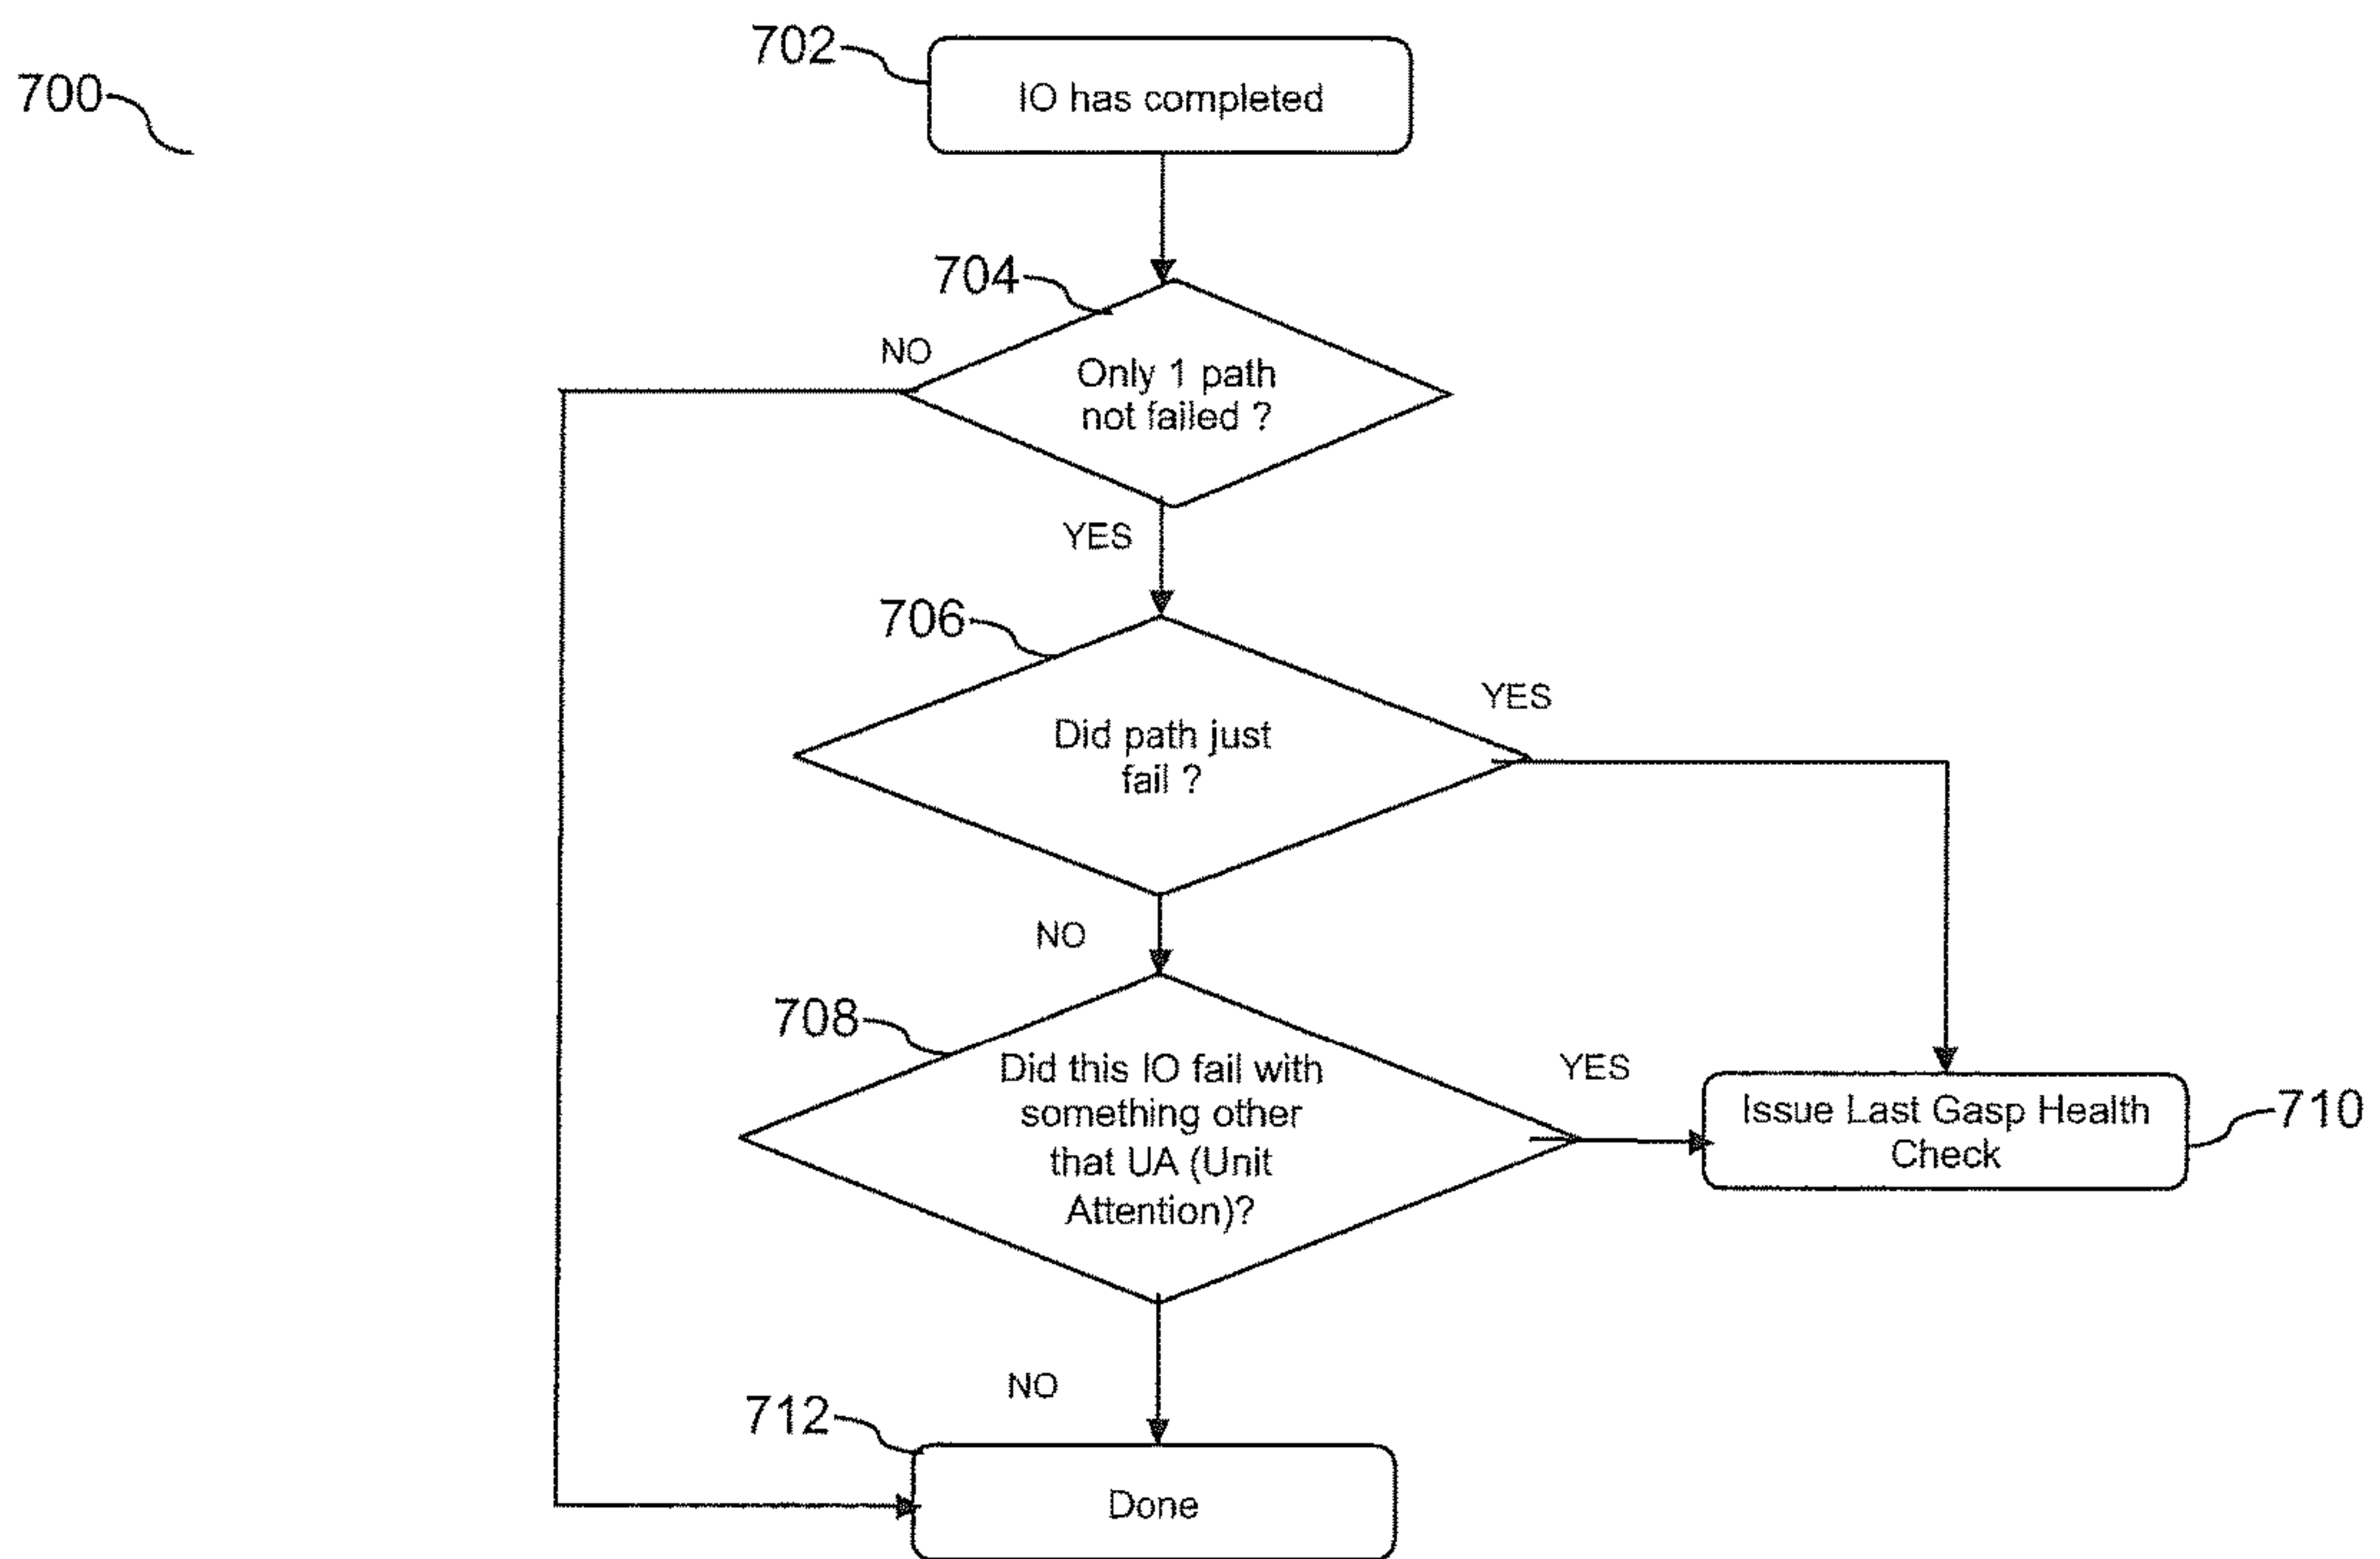 702
IO has completed
700
704
NO
Only 1 path
not failed ?
YES
706
YES
Did path just
fail ?
NO
708
Did this IO fail with
something other
that UA (Unit
Attention)?
YES
Issue Last Gasp Health
Check
710
NO
712
Done